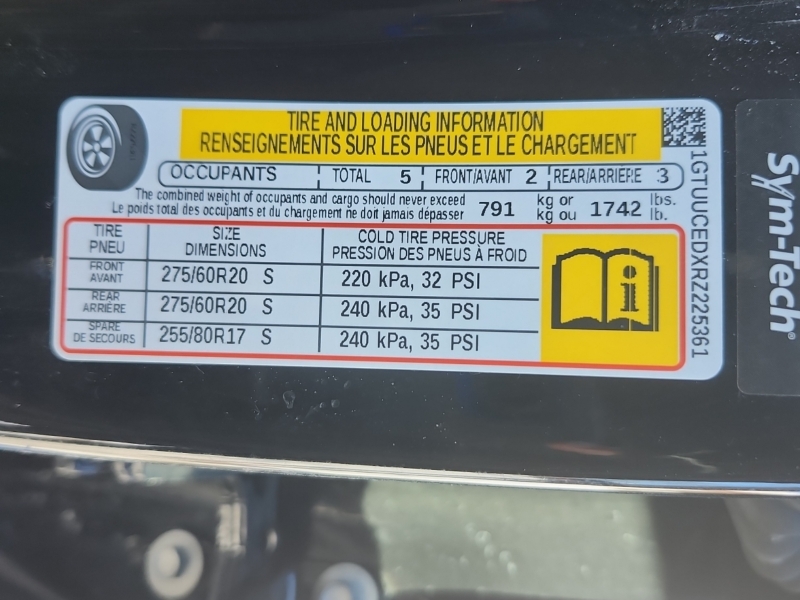 TIRE AND LOADING INFORMATION
RENSEIGNEMENTS SUR LES PNEUS ET LE CHARGEMENT
OCCUPANTS TOTAL 5 FRONT/AVANT 2 REAR/ARRIERE 3
The combined weight of occupants and cargo should never exceed
Le poids total des occupants et du chargement ne doit jamais dépasser
791 kg or 1742 lbs.
kg ou lb.
TIRE SIZE COLD TIRE PRESSURE
PNEU DIMENSIONS PRESSION DES PNEUS À FROID
FRONT
AVANT 275/60R20 S 220 kPa, 32 PSI
REAR
ARRIÈRE 275/60R20 S 240 kPa, 35 PSI
SPARE
DE SECOURS 255/80R17 S 240 kPa, 35 PSI
i
1GTUUCEDXRZ225361
Sym-Tech